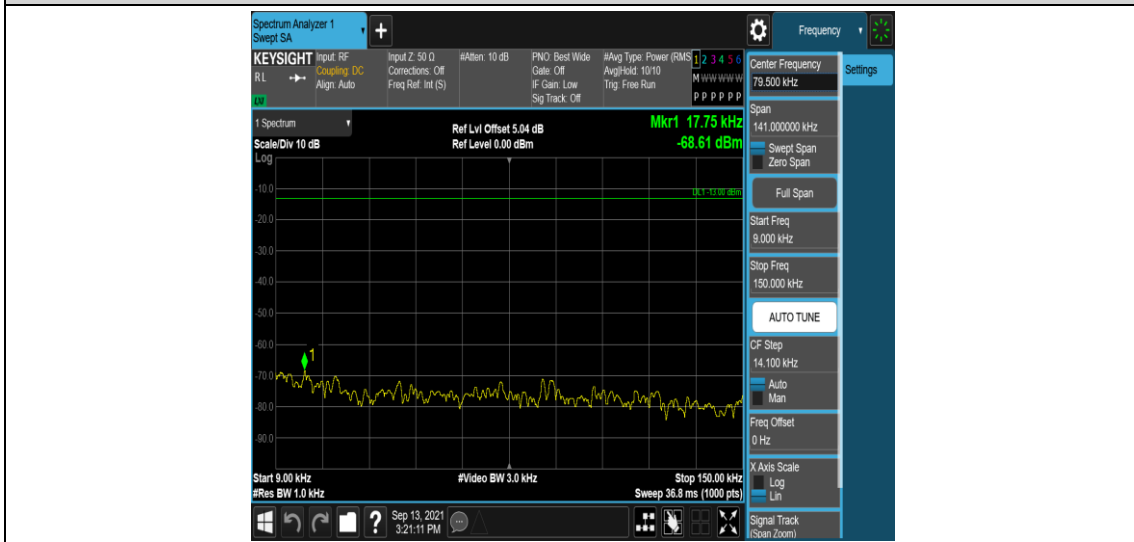 Spectrum Analyzer 1
Swept SA
+
Frequency
KEYSIGHT
RL
LXI
Input: RF
Coupling: DC
Align: Auto
Input Z: 50 Ω
Corrections: Off
Freq Ref: Int (S)
#Atten: 10 dB
PNO: Best Wide
Gate: Off
IF Gain: Low
Sig Track: Off
#Avg Type: Power (RMS
Avg|Hold: 10/10
Trig: Free Run
1 2 3 4 5 6
M W W W W W
P P P P P P
1 Spectrum
Scale/Div 10 dB
Log
Ref Lvl Offset 5.04 dB
Ref Level 0.00 dBm
Mkr1 17.75 kHz
-68.61 dBm
DL1 -13.00 dBm
-10.0
-20.0
-30.0
-40.0
-50.0
-60.0
-70.0
-80.0
-90.0
1
Start 9.00 kHz
#Res BW 1.0 kHz
#Video BW 3.0 kHz
Stop 150.00 kHz
Sweep 36.8 ms (1000 pts)
Sep 13, 2021
3:21:11 PM
?
Center Frequency
79.500 kHz
Settings
Span
141.000000 kHz
Swept Span
Zero Span
Full Span
Start Freq
9.000 kHz
Stop Freq
150.000 kHz
AUTO TUNE
CF Step
14.100 kHz
Auto
Man
Freq Offset
0 Hz
X Axis Scale
Log
Lin
Signal Track
(Span Zoom)